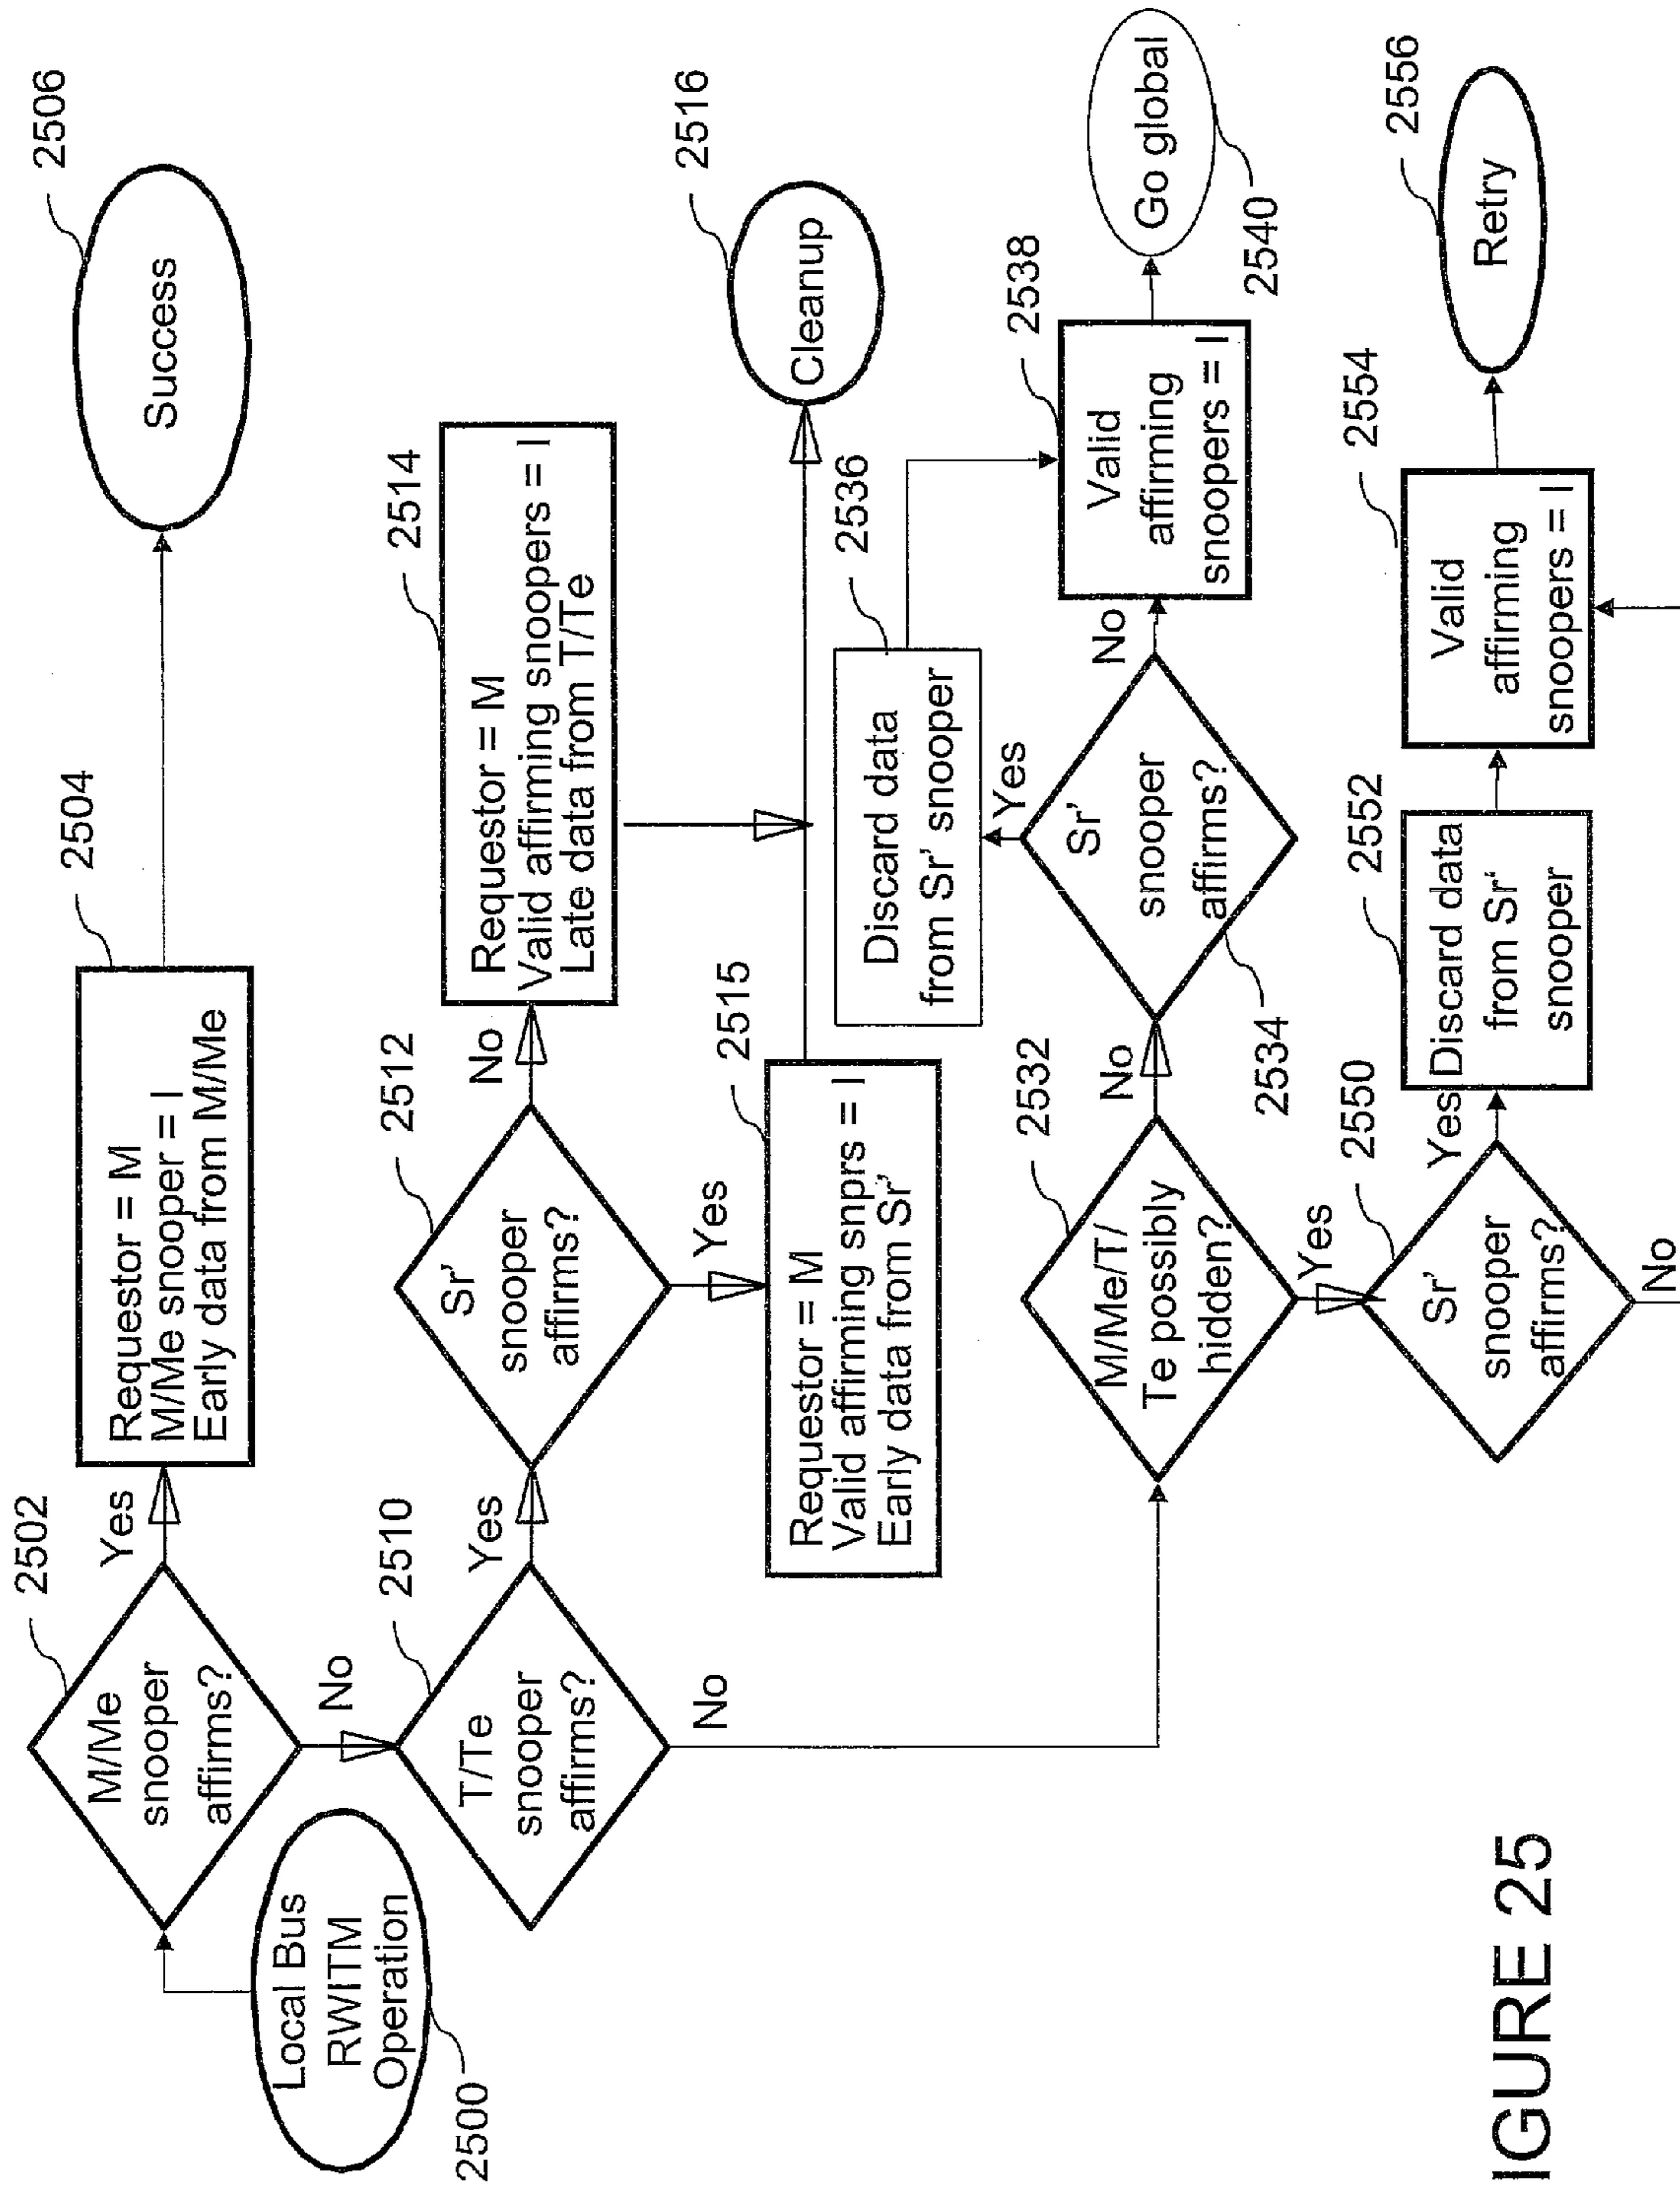 2500
Local Bus
RWITM
Operation
2502
M/Me
snooper
affirms?
Yes
No
2504
Requestor = M
M/Me snooper = I
Early data from M/Me
2506
Success
2510
T/Te
snooper
affirms?
Yes
No
2512
Sr'
snooper
affirms?
No
Yes
2514
Requestor = M
Valid affirming snoopers = I
Late data from T/Te
2515
Requestor = M
Valid affirming snprs = I
Early data from Sr'
2516
Cleanup
2532
M/Me/T/
Te possibly
hidden?
No
Yes
2534
Sr'
snooper
affirms?
Yes
No
2536
Discard data
from Sr' snooper
2538
Valid
affirming
snoopers = I
2540
Go global
2550
Sr'
snooper
affirms?
Yes
No
2552
Discard data
from Sr'
snooper
2554
Valid
affirming
snoopers = I
2556
Retry
IGURE 25